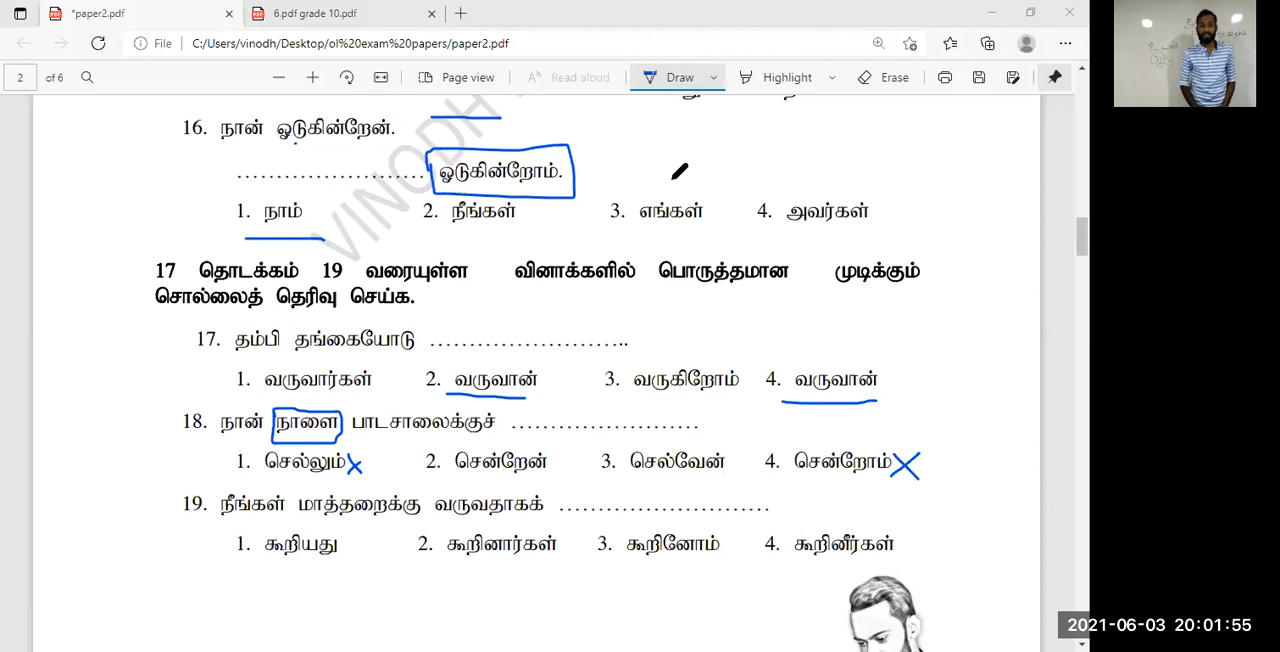 *paper2.pdf
6.pdf grade 10.pdf
File C:/Users/vinodh/Desktop/ol%20exam%20papers/paper2.pdf
2 of 6 Page view Read aloud Draw Highlight Erase
16. நான் ஓடுகின்றேன்.
........................ ஓடுகின்றோம்.
1. நாம் 2. நீங்கள் 3. எங்கள் 4. அவர்கள்
VINODH
17 தொடக்கம் 19 வரையுள்ள வினாக்களில் பொருத்தமான முடிக்கும்
சொல்லைத் தெரிவு செய்க.
17. தம்பி தங்கையோடு ..........................
1. வருவார்கள் 2. வருவான் 3. வருகிறோம் 4. வருவான்
18. நான் நாளை பாடசாலைக்குச் ........................
1. செல்லும் 2. சென்றேன் 3. செல்வேன் 4. சென்றோம்
19. நீங்கள் மாத்தறைக்கு வருவதாகக் ...........................
1. கூறியது 2. கூறினார்கள் 3. கூறினோம் 4. கூறினீர்கள்
2021-06-03 20:01:55